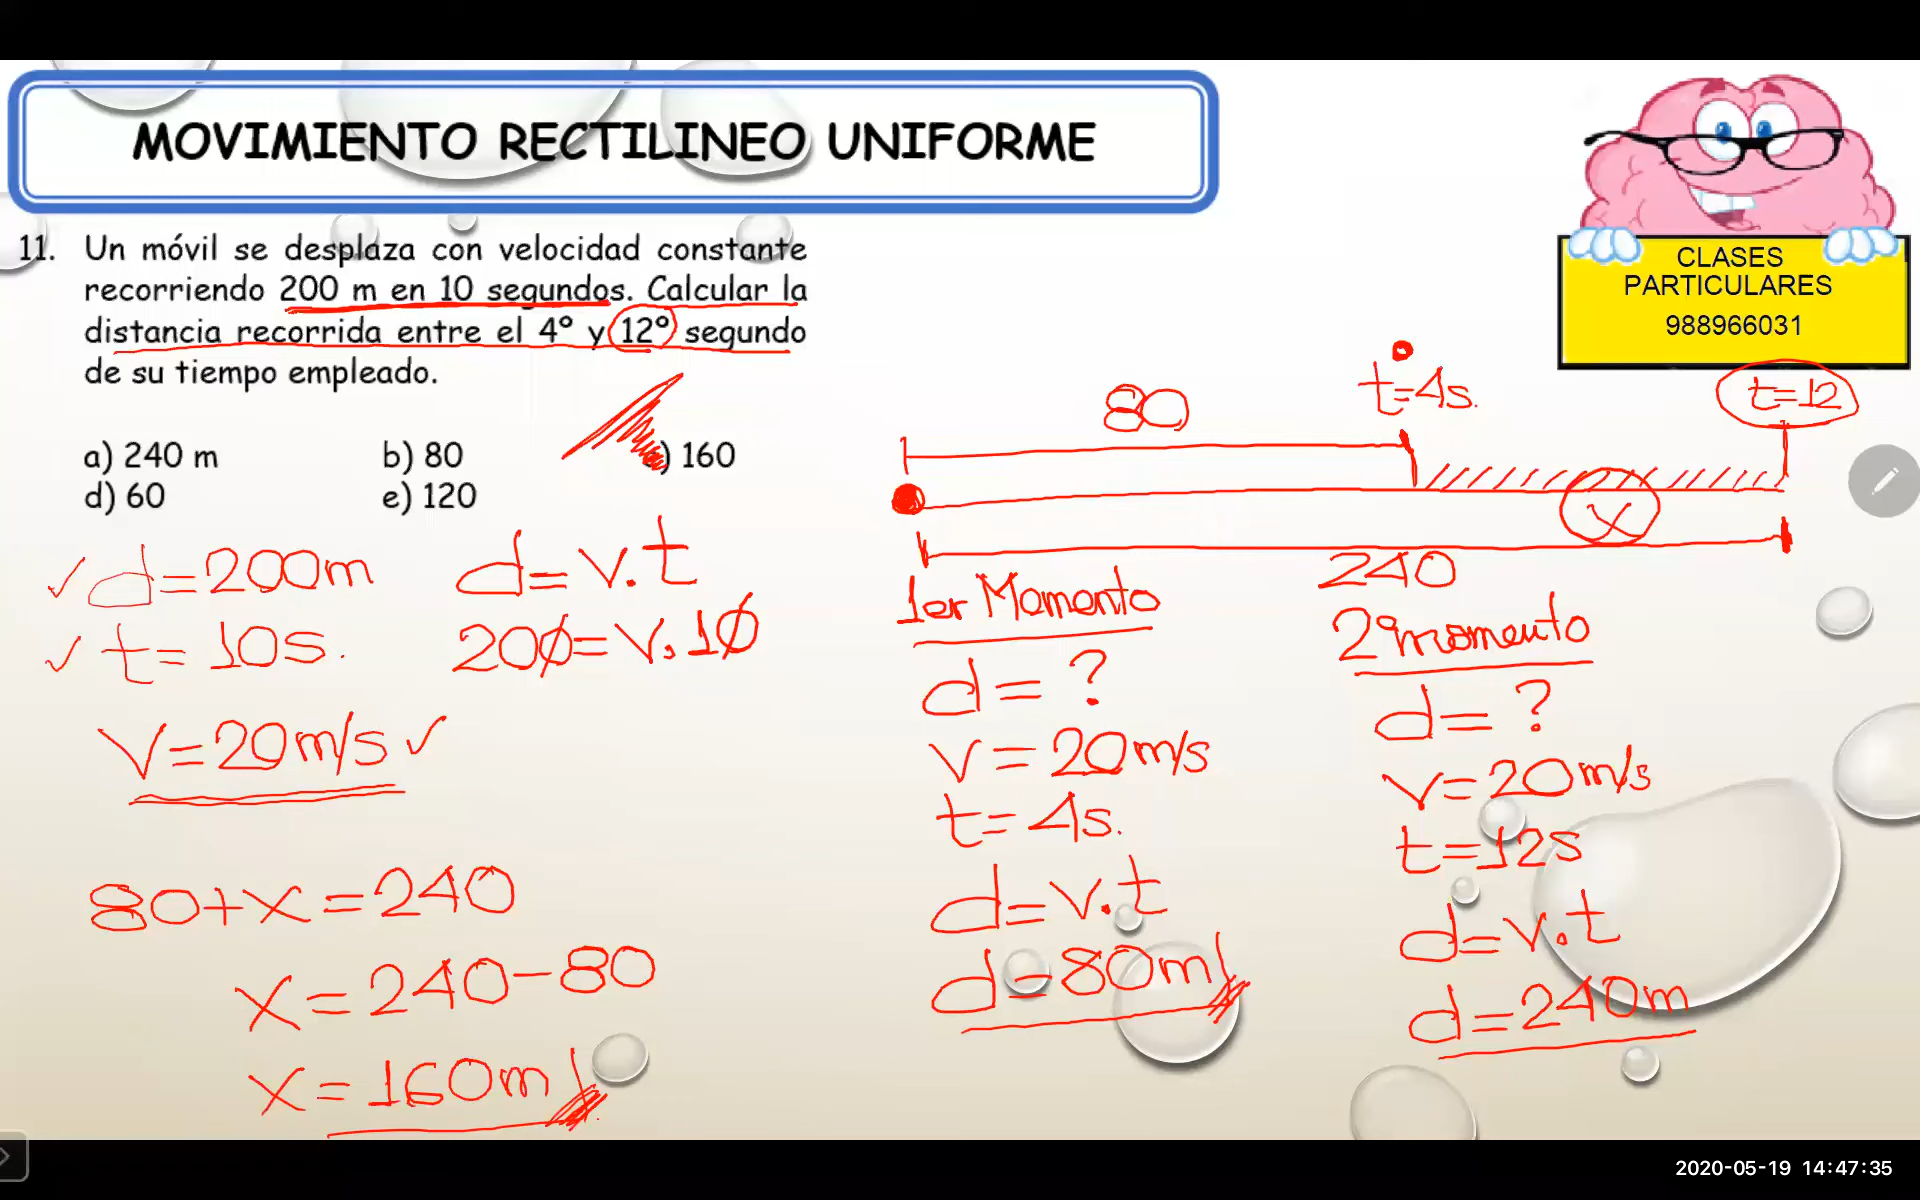 MOVIMIENTO RECTILINEO UNIFORME
CLASES
PARTICULARES
988966031
11. Un móvil se desplaza con velocidad constante
recorriendo 200 m en 10 segundos. Calcular la
distancia recorrida entre el 4º y 12º segundo
de su tiempo empleado.
a) 240 m b) 80 ) 160
d) 60 e) 120
80
t=4s.
t=12
x
240
d=200m
t=10s.
V=20m/s
d=v.t
200=v.10
80+x=240
x=240-80
x=160m
1er Momento
d=?
v=20m/s
t=4s.
d=v.t
d=80m
2º momento
d=?
v=20m/s
t=12s
d=v.t
d=240m
2020-05-19 14:47:35